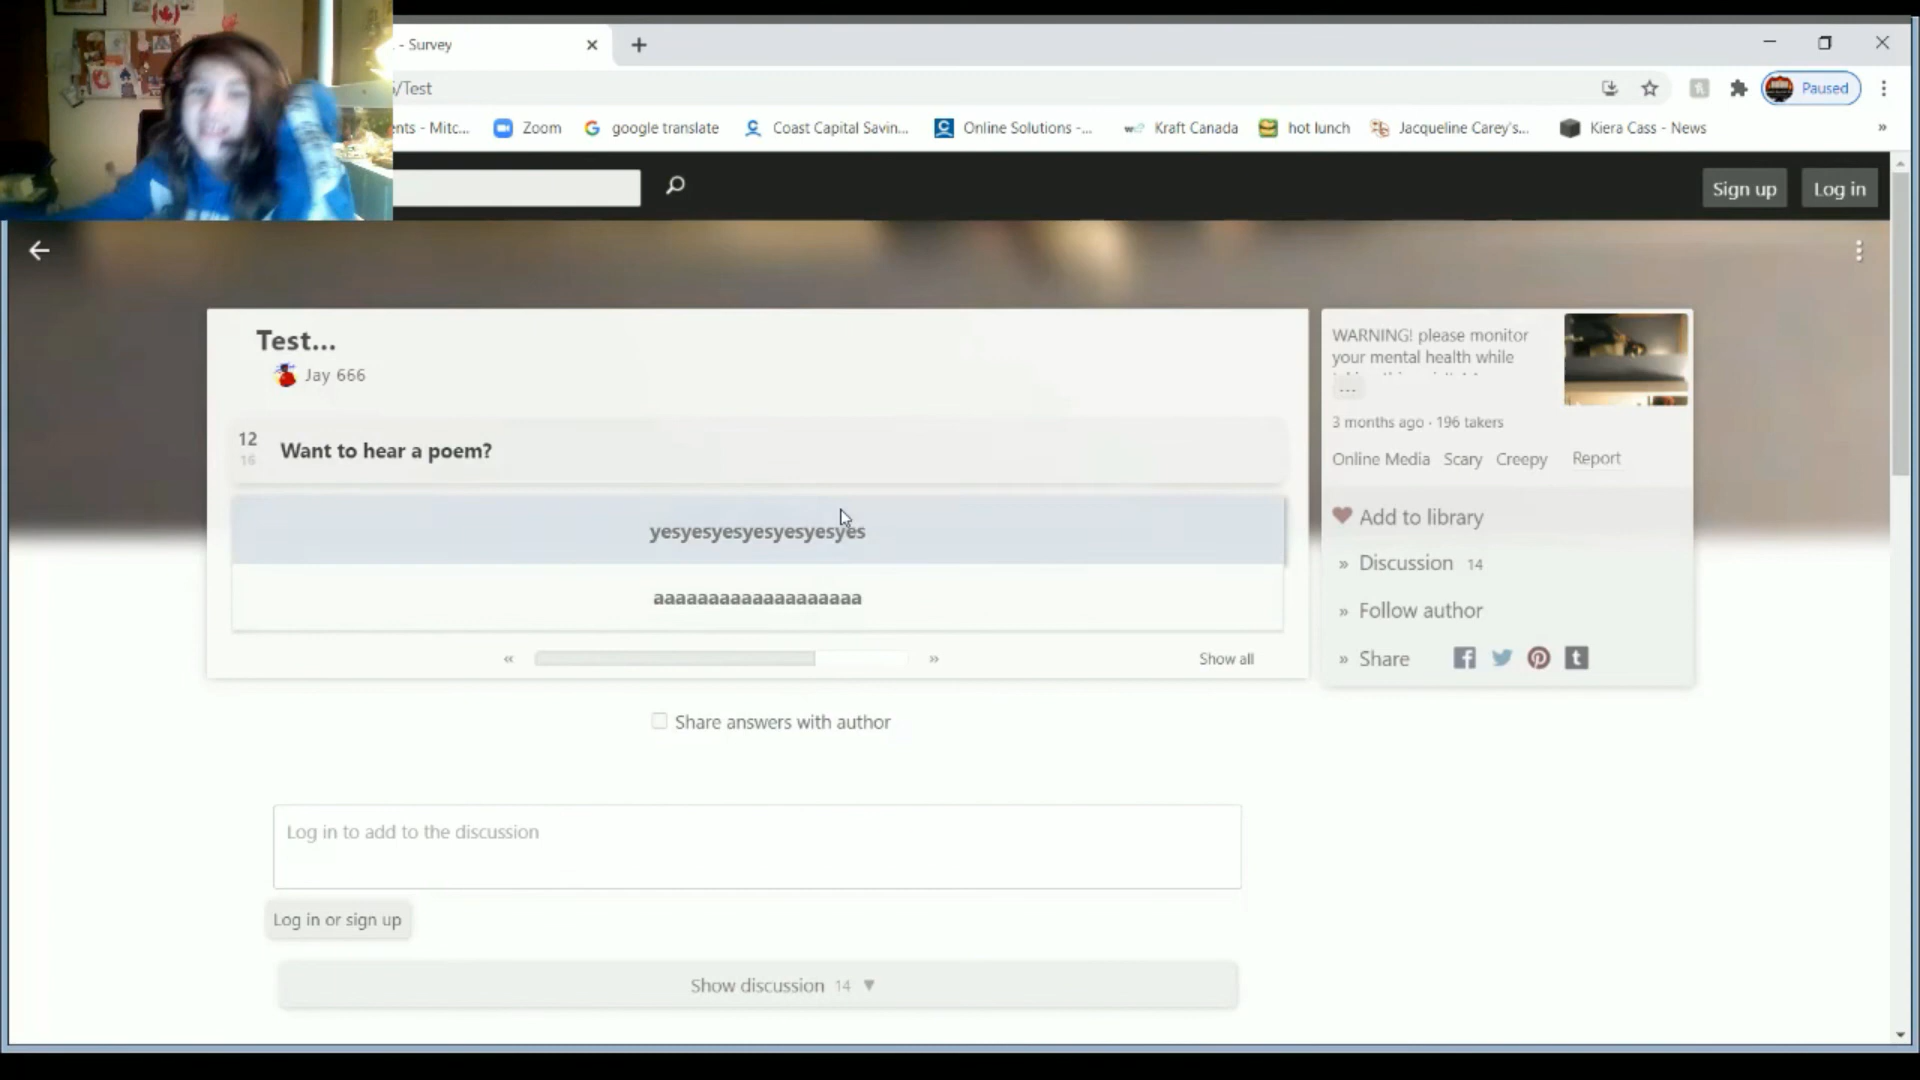 - Survey
/Test
Paused
ents - Mitc...
Zoom
google translate
Coast Capital Savin...
Online Solutions -...
Kraft Canada
hot lunch
Jacqueline Carey's...
Kiera Cass - News
»
Sign up
Log in
Test...
Jay 666
12
16
Want to hear a poem?
yesyesyesyesyesyesyes
aaaaaaaaaaaaaaaaaaa
«
»
Show all
Share answers with author
WARNING! please monitor
your mental health while
...
3 months ago · 196 takers
Online Media Scary Creepy Report
Add to library
» Discussion 14
» Follow author
» Share
Log in to add to the discussion
Log in or sign up
Show discussion 14 ▼